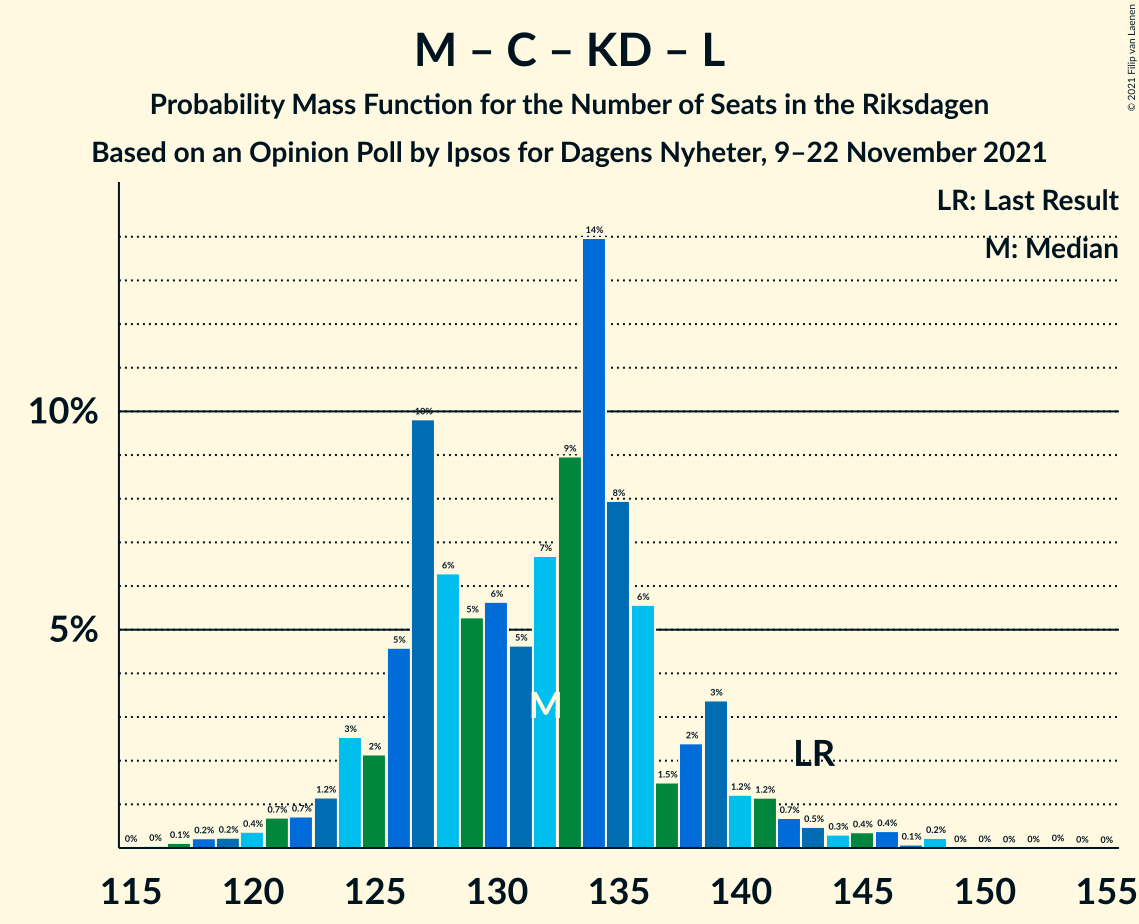 M – C – KD – L
Probability Mass Function for the Number of Seats in the Riksdagen
Based on an Opinion Poll by Ipsos for Dagens Nyheter, 9–22 November 2021
© 2021 Filip van Laenen
LR: Last Result
M: Median
10%
5%
0% 0% 0.1% 0.2% 0.2% 0.4% 0.7% 0.7% 1.2% 3% 2% 5% 10% 6% 5% 6% 5% 7% 9% 14% 8% 6% 1.5% 2% 3% 1.2% 1.2% 0.7% 0.5% 0.3% 0.4% 0.4% 0.1% 0.2% 0% 0% 0% 0% 0% 0% 0%
M
LR
115 120 125 130 135 140 145 150 155